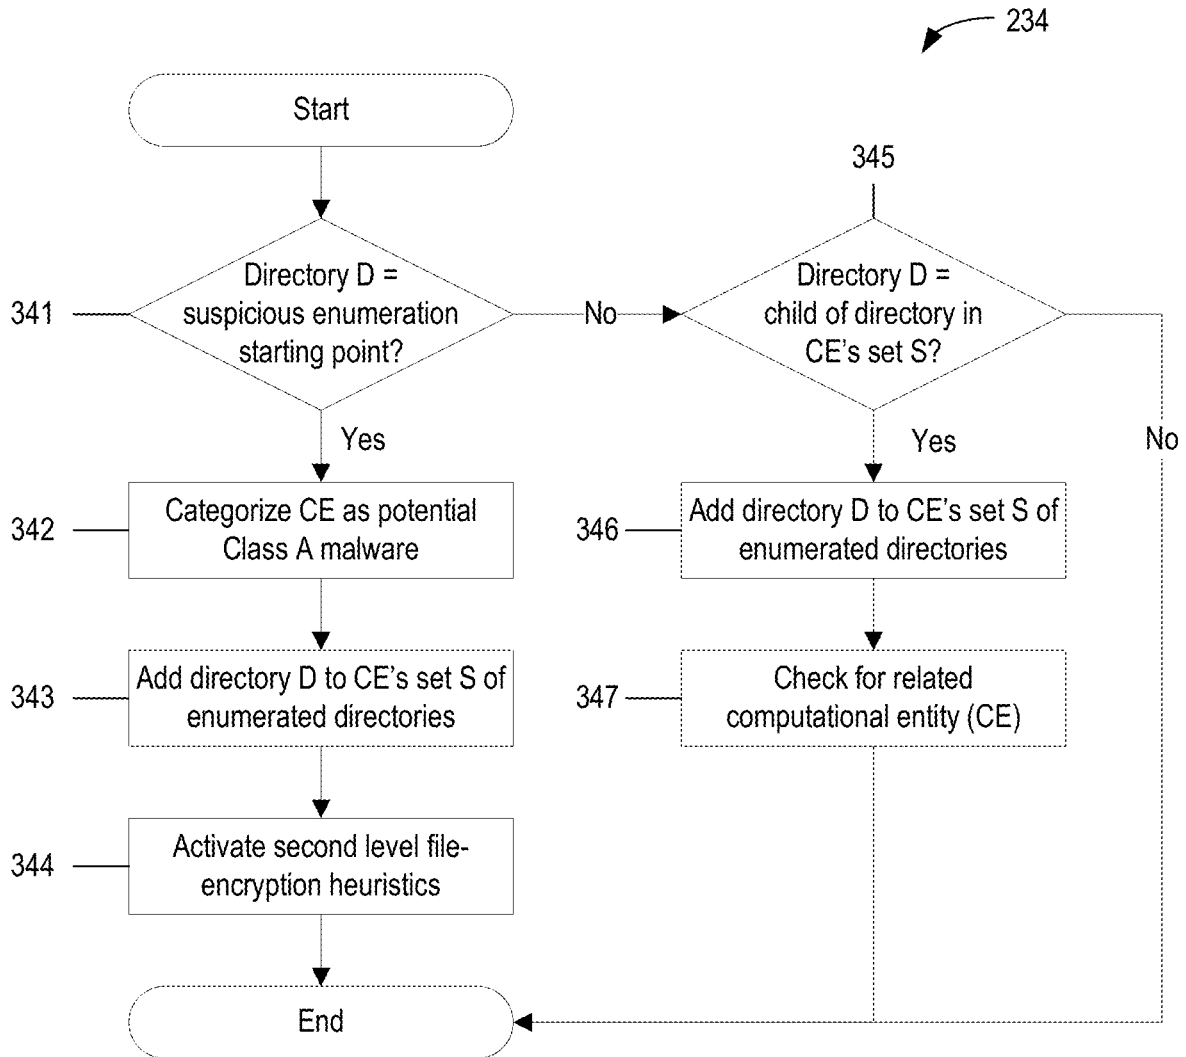 234
Start
345
Directory D =
suspicious enumeration
starting point?
341
No
Directory D =
child of directory in
CE's set S?
Yes
Yes
No
342
Categorize CE as potential
Class A malware
346
Add directory D to CE's set S of
enumerated directories
343
Add directory D to CE's set S of
enumerated directories
347
Check for related
computational entity (CE)
344
Activate second level file-
encryption heuristics
End